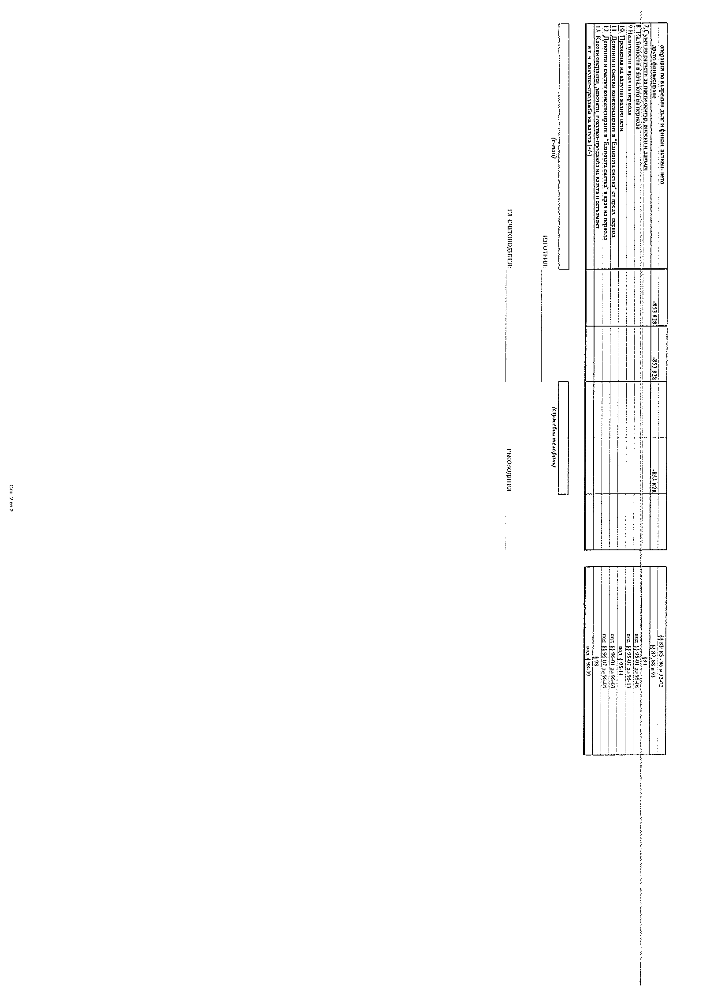 операции по вътрешен дълг и финан. активи- нето §§ 83, 85, 86 и 92-02
друго финансиране -853 828 -853 828 -853 828 §§ 87, 88 и 93
7. Суми по разчети за поети осигур. вноски и данъци §89
8. Наличности в началото на периода под. §§ 95-01 до 95-06
9. Наличности в края на периода под. §§ 95-07 до 95-13
10. Преоценка на валутни наличности под. § 95-14
11. Депозити и сметки консолидирани в "Единната сметка" от предх. период под. §§ 96-01 до 96-03
12. Депозити и сметки консолидирани в "Единната сметка" в края на периода под. §§ 96-07 до 96-09
13. Касови операции, депозити, покупко-продажба на валута и сетълмент § 98
в т. ч. покупко-продажба на валута (+/-) под. § 98-30
(e-mail) (служебни телефони)
ИЗГОТВИЛ:
ГЛ. СЧЕТОВОДИТЕЛ: РЪКОВОДИТЕЛ
Стр. 2 от 2